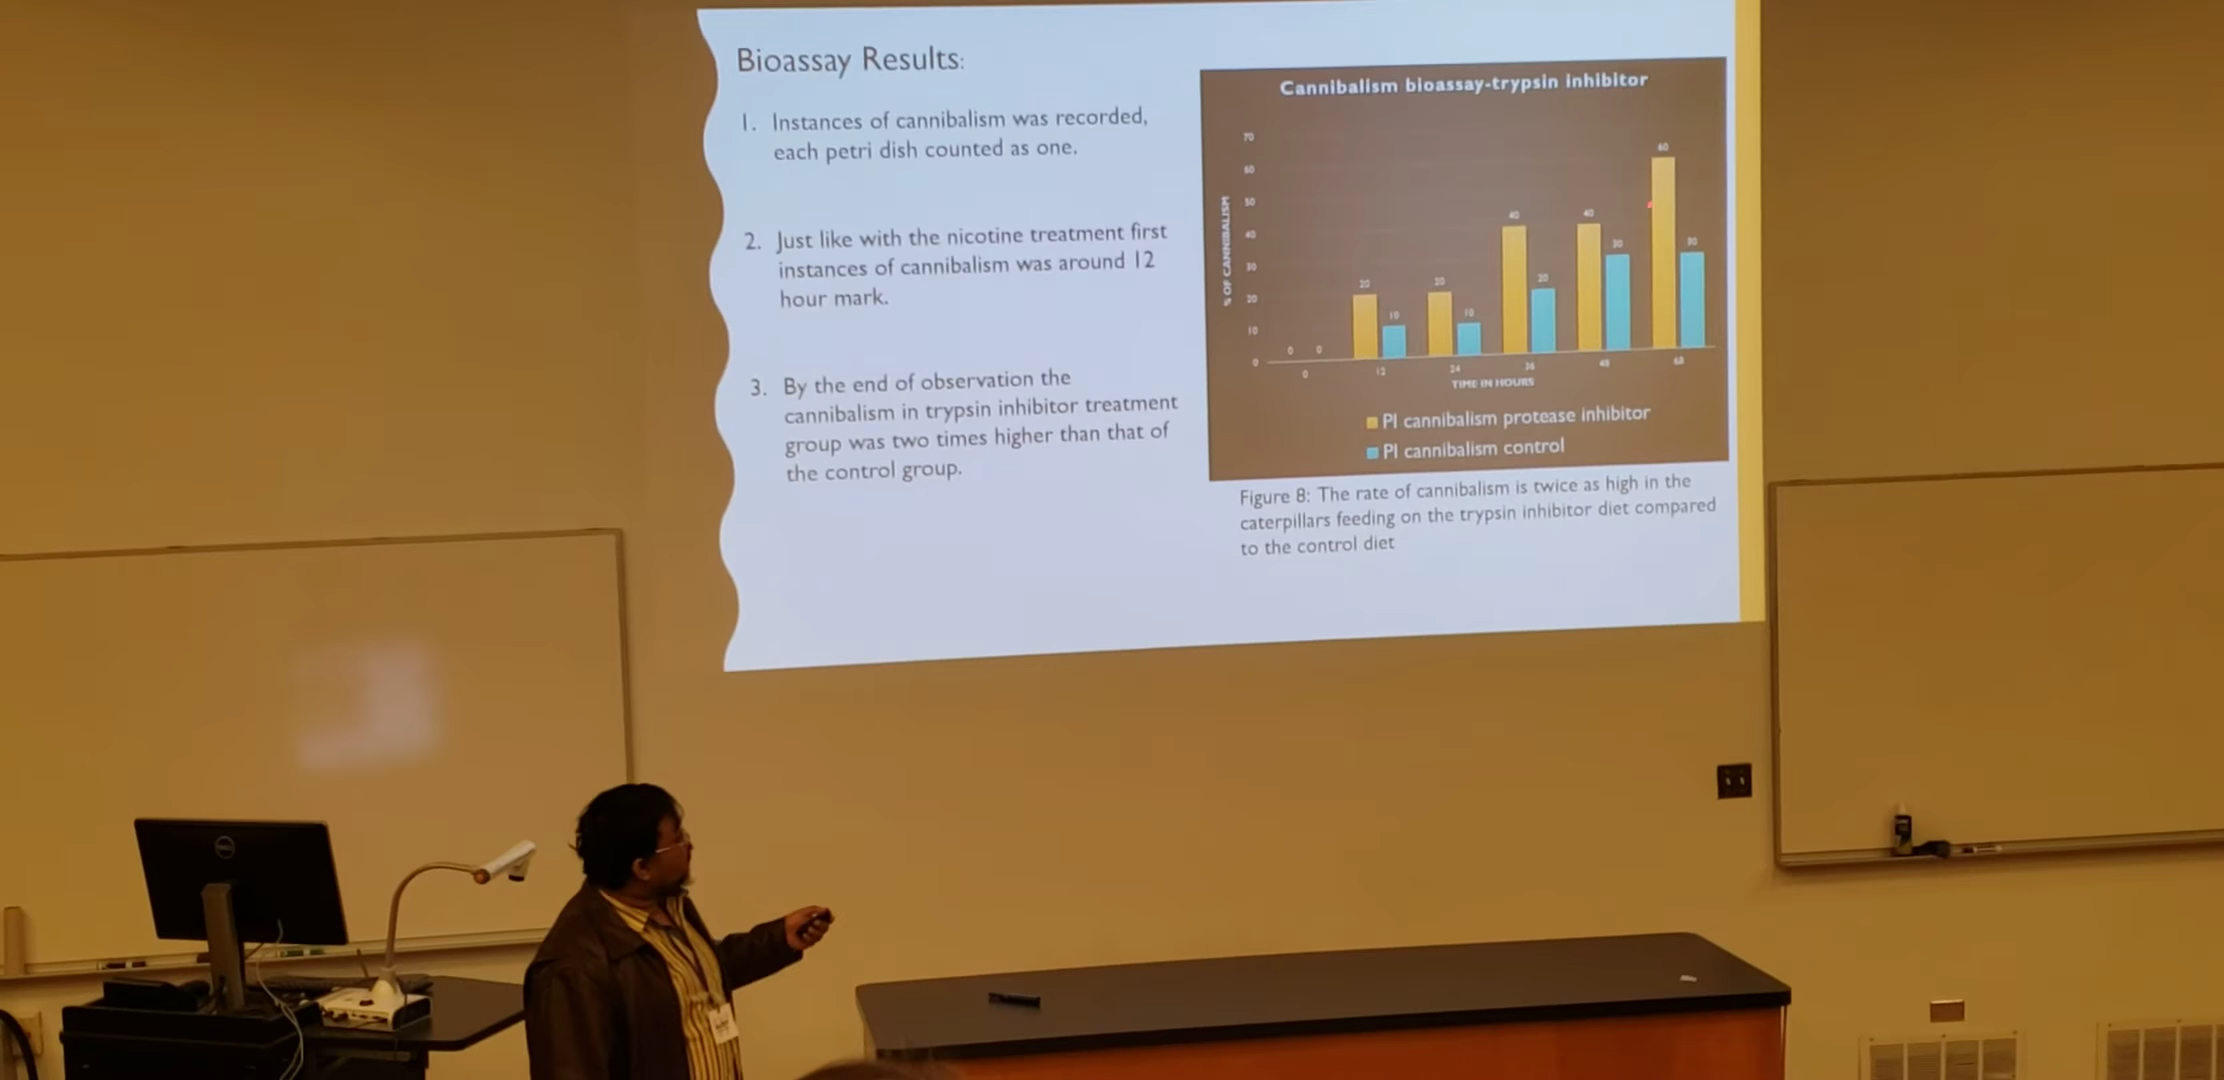 Bioassay Results:
1. Instances of cannibalism was recorded,
each petri dish counted as one.
2. Just like with the nicotine treatment first
instances of cannibalism was around 12
hour mark.
3. By the end of observation the
cannibalism in trypsin inhibitor treatment
group was two times higher than that of
the control group.
Cannibalism bioassay-trypsin inhibitor
% OF CANNIBALISM
70
60
50
40
30
20
10
0
0 0
20 10
20 10
40 20
40 30
60 30
0 12 24 36 48
TIME IN HOURS
PI cannibalism protease inhibitor
PI cannibalism control
Figure 8: The rate of cannibalism is twice as high in the
caterpillars feeding on the trypsin inhibitor diet compared
to the control diet
DELL